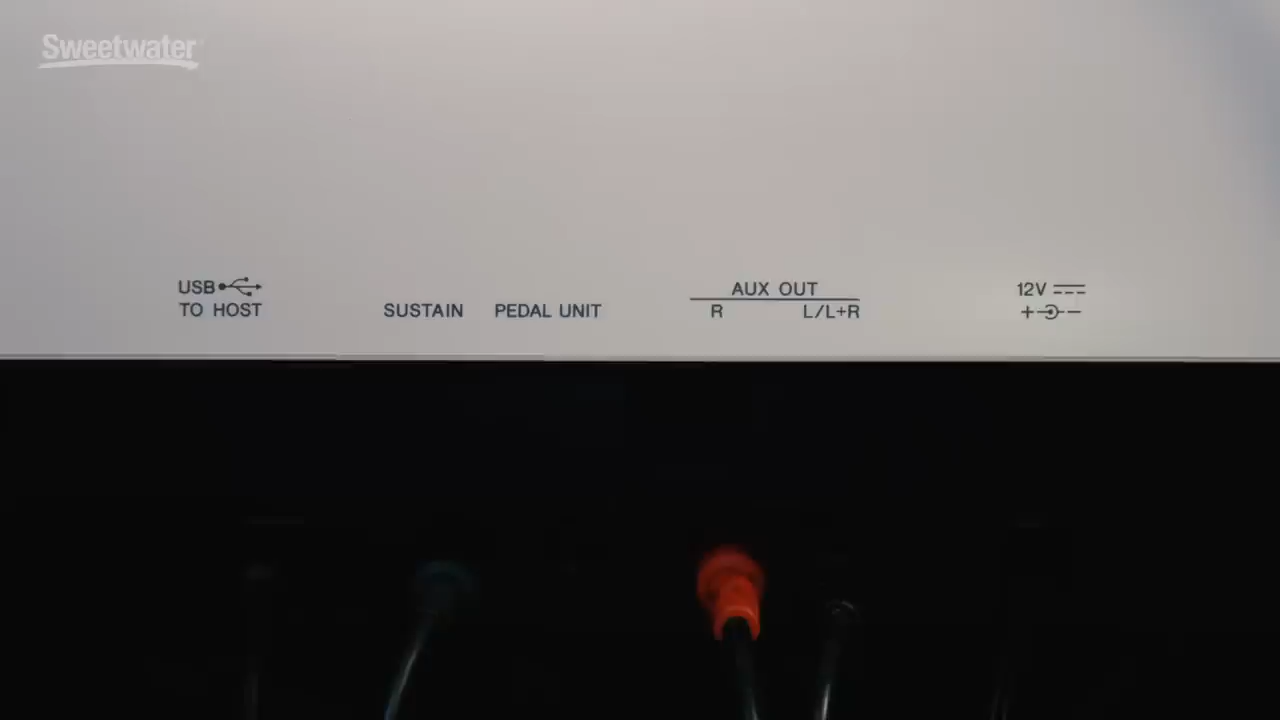 Sweetwater
USB
TO HOST
SUSTAIN
PEDAL UNIT
AUX OUT
R
L/L+R
12V
+ -